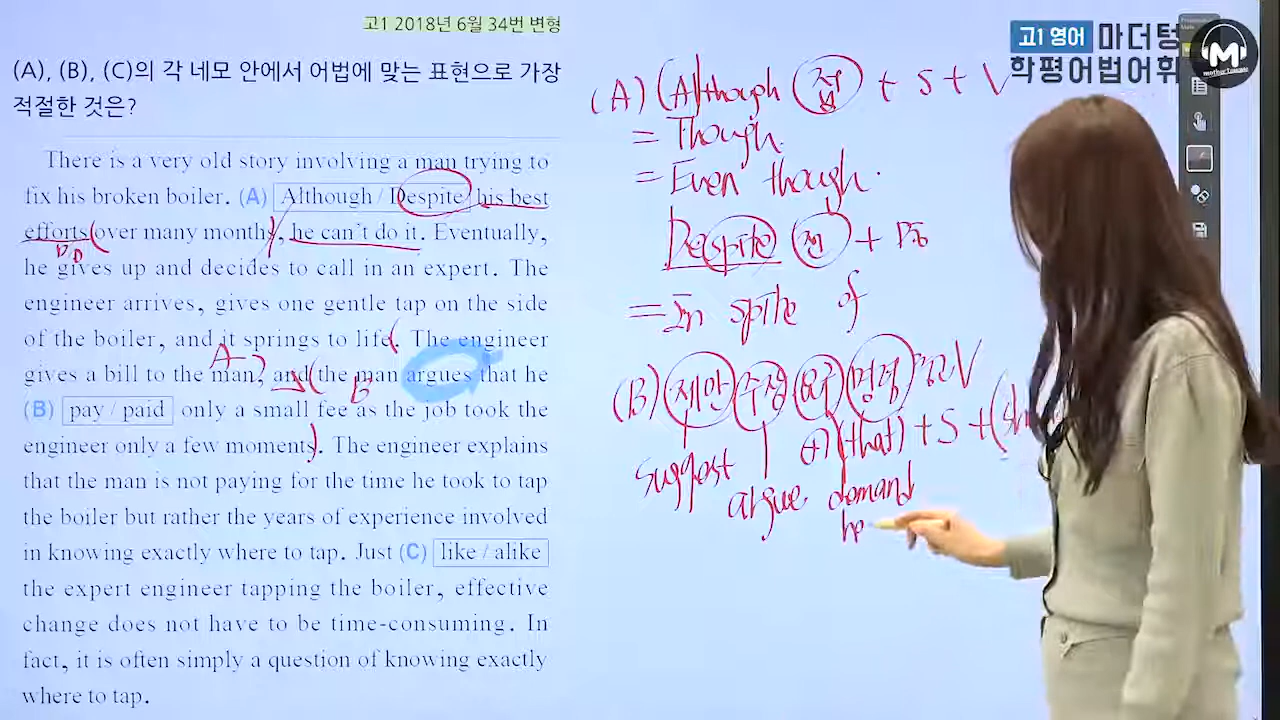 고1 2018년 6월 34번 변형
고1 영어 마더텅
학평어법어휘
M
(A), (B), (C)의 각 네모 안에서 어법에 맞는 표현으로 가장
적절한 것은?
There is a very old story involving a man trying to
fix his broken boiler. (A) Although / Despite his best
efforts over many months, he can't do it. Eventually,
he gives up and decides to call in an expert. The
engineer arrives, gives one gentle tap on the side
of the boiler, and it springs to life. The engineer
gives a bill to the man, and the man argues that he
(B) pay / paid only a small fee as the job took the
engineer only a few moments. The engineer explains
that the man is not paying for the time he took to tap
the boiler but rather the years of experience involved
in knowing exactly where to tap. Just (C) like / alike
the expert engineer tapping the boiler, effective
change does not have to be time-consuming. In
fact, it is often simply a question of knowing exactly
where to tap.
A
B
(A) (Although 접 + S + V
= Though
= Even though.
Despite 전 +
= In spite of
(B) 제안 주장 요구 명령 V
(that) + S + (sh
suggest
argue demand